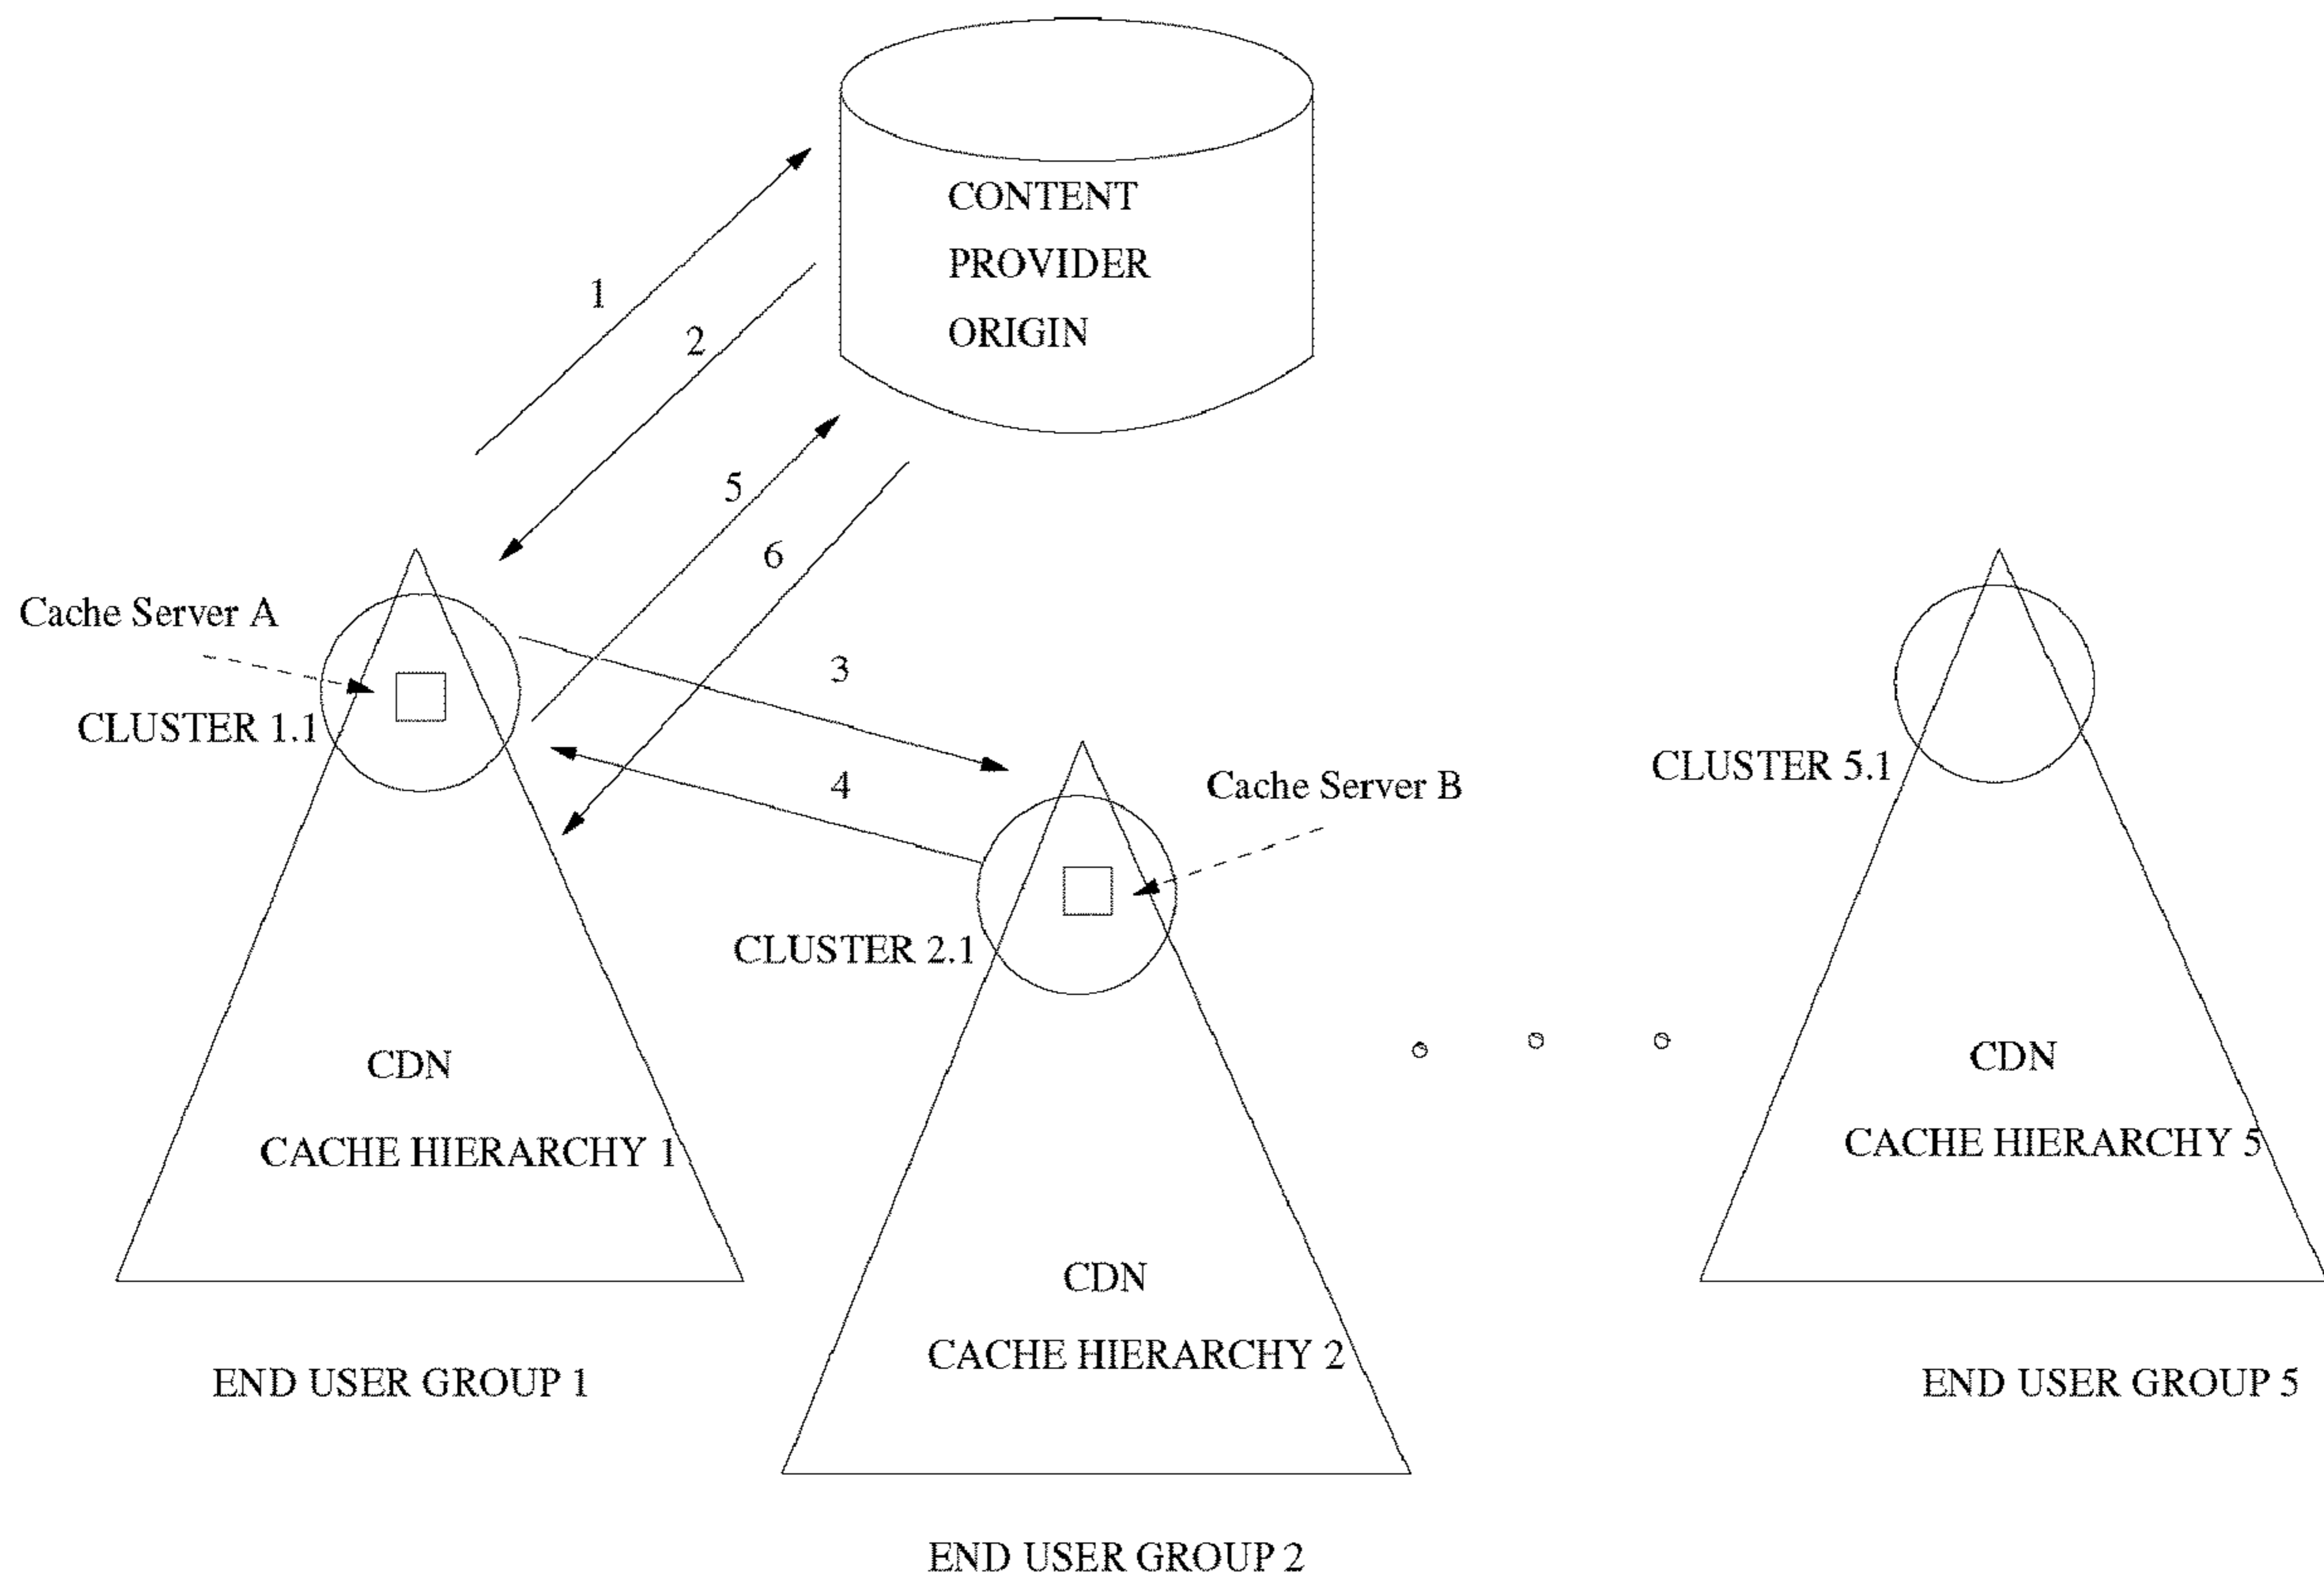 CONTENT
PROVIDER
ORIGIN
1
2
5
6
Cache Server A
CLUSTER 1.1
3
4
Cache Server B
CLUSTER 2.1
CLUSTER 5.1
CDN
CACHE HIERARCHY 1
CDN
CACHE HIERARCHY 2
CDN
CACHE HIERARCHY 5
END USER GROUP 1
END USER GROUP 2
END USER GROUP 5